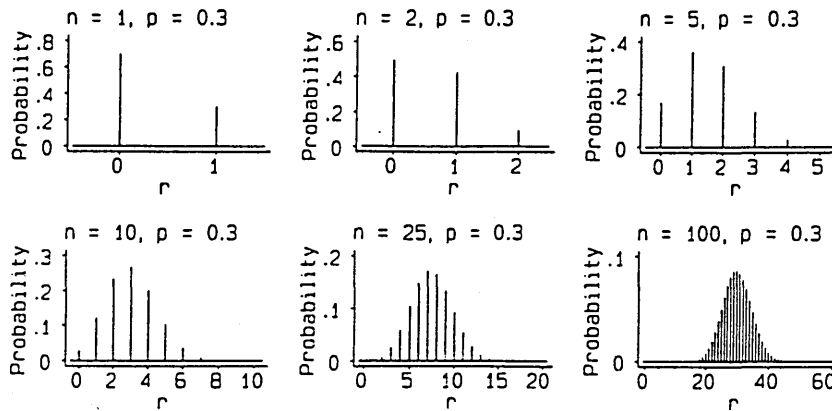 n = 1, p = 0.3
Probability
.8
.6
.4
.2
0
0 1
r
n = 2, p = 0.3
Probability
.6
.4
.2
0
0 1 2
r
n = 5, p = 0.3
Probability
.4
.2
0
0 1 2 3 4 5
r
n = 10, p = 0.3
Probability
.3
.2
.1
0
0 2 4 6 8 10
r
n = 25, p = 0.3
Probability
.2
.1
0
0 5 10 15 20
r
n = 100, p = 0.3
Probability
.1
0
0 20 40 60
r